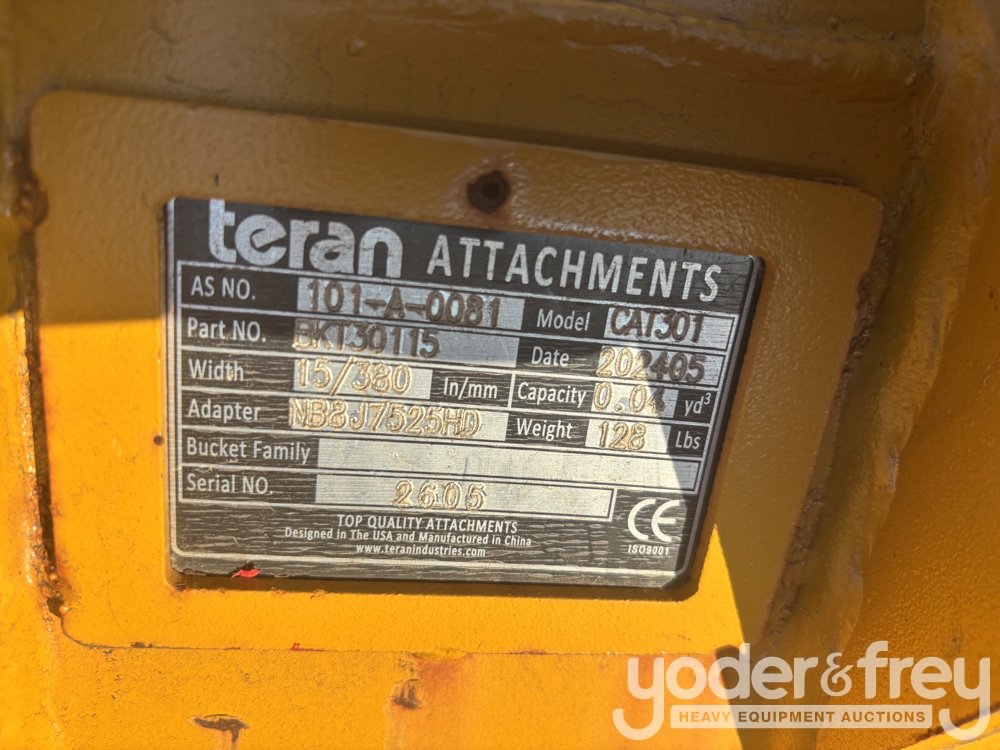 teran ATTACHMENTS
AS NO. 101-A-0081 Model CAT301
Part.NO. BKT30115 Date 202405
Width 15/380 In/mm Capacity 0.04 yd³
Adapter NB8J7525HD Weight 128 Lbs
Bucket Family
Serial NO. 2605
CE
ISO9001
TOP QUALITY ATTACHMENTS
Designed In The USA and Manufactured in China
www.teranindustries.com
yoder&frey
HEAVY EQUIPMENT AUCTIONS